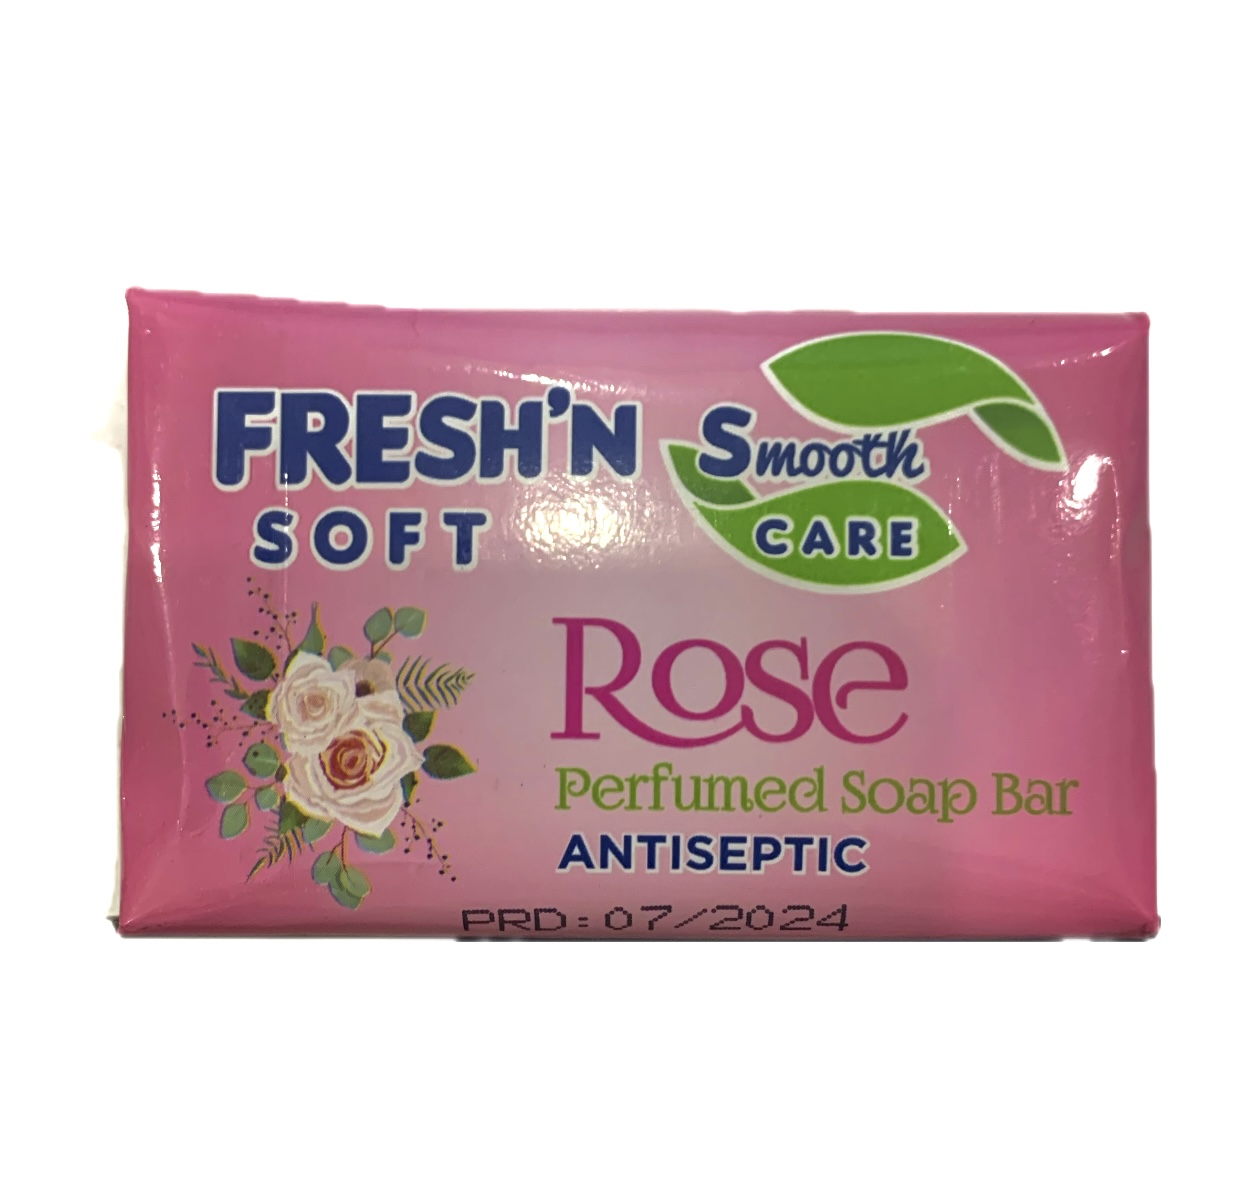 FRESH'N Smooth
SOFT CARE
Rose
Perfumed Soap Bar
ANTISEPTIC
PRD: 07/2024